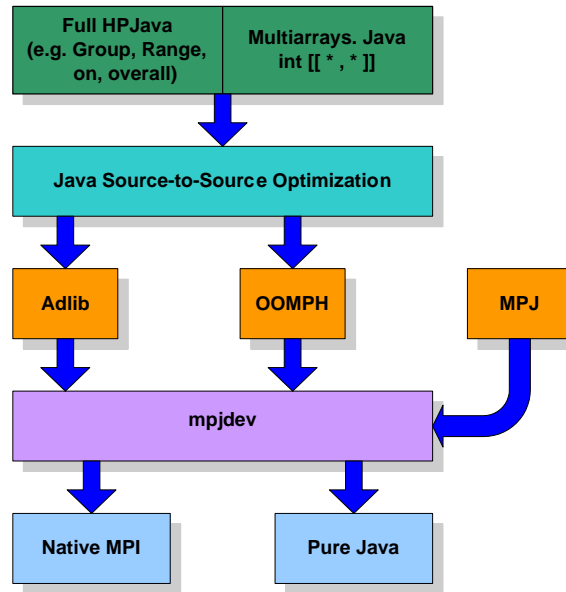 Full HPJava
(e.g. Group, Range,
on, overall)
Multiarrays. Java
int [[ * , * ]]
Java Source-to-Source Optimization
Adlib
OOMPH
MPJ
mpjdev
Native MPI
Pure Java